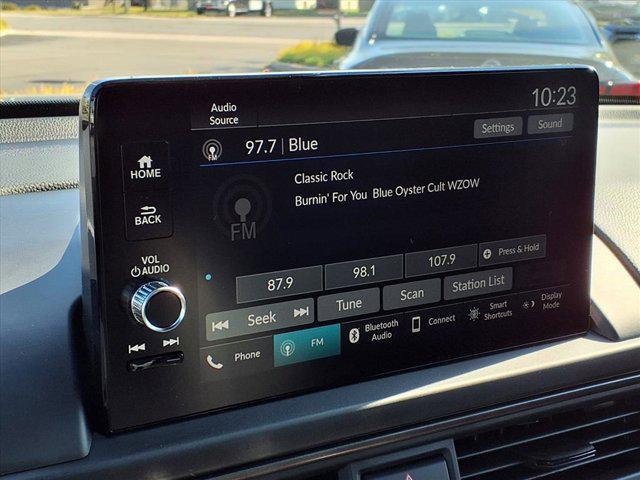 Audio
Source
10:23
FM
97.7 | Blue
Settings
Sound
HOME
Classic Rock
Burnin' For You Blue Oyster Cult WZOW
BACK
FM
VOL
AUDIO
87.9
98.1
107.9
Press & Hold
Seek
Tune
Scan
Station List
Phone
FM
Bluetooth
Audio
Connect
Smart
Shortcuts
Display
Mode